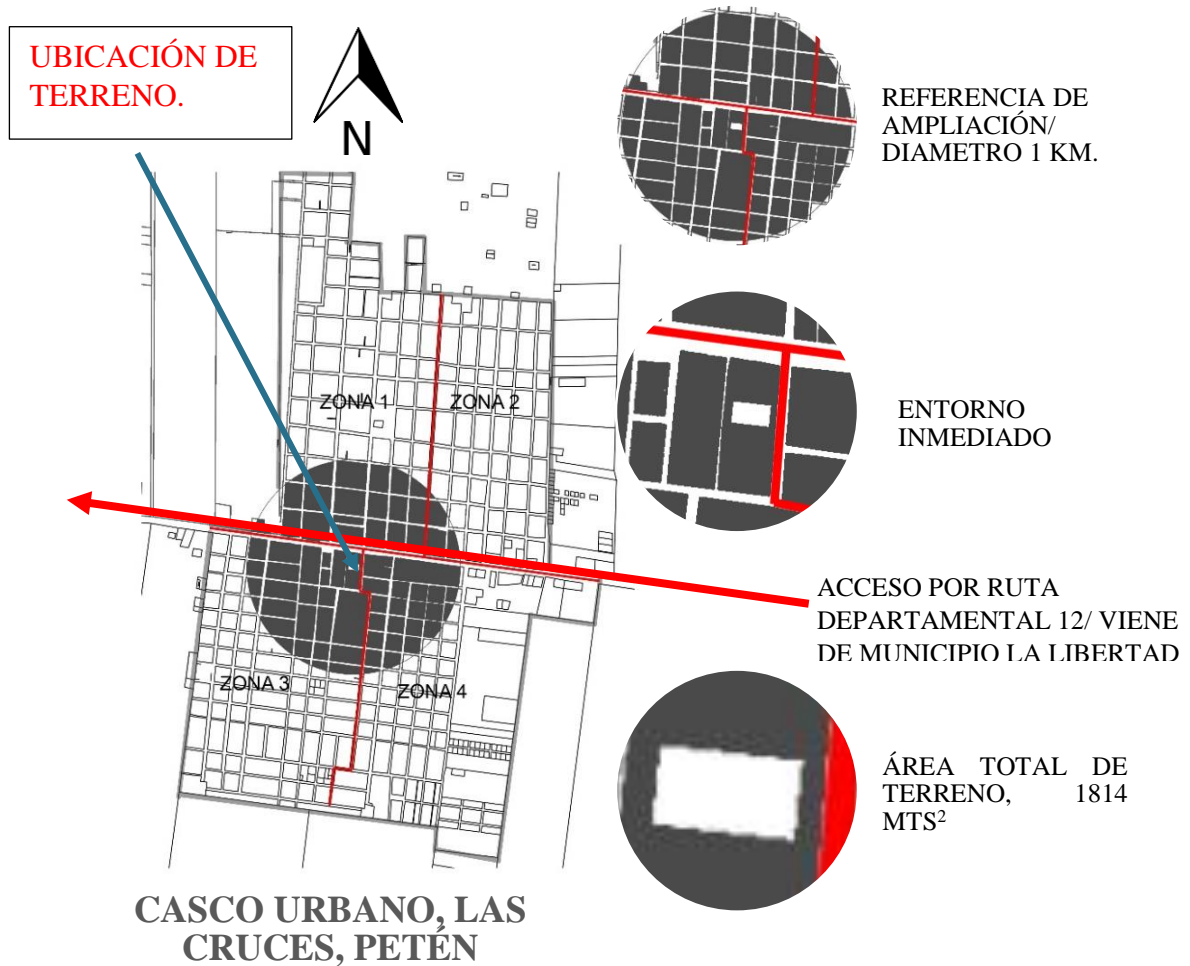 UBICACIÓN DE
TERRENO.
N
REFERENCIA DE
AMPLIACIÓN/
DIAMETRO 1 KM.
ZONA 1
ZONA 2
ENTORNO
INMEDIADO
ACCESO POR RUTA
DEPARTAMENTAL 12/ VIENE
DE MUNICIPIO LA LIBERTAD
ZONA 3
ZONA 4
ÁREA TOTAL DE
TERRENO, 1814
MTS²
CASCO URBANO, LAS
CRUCES, PETÉN